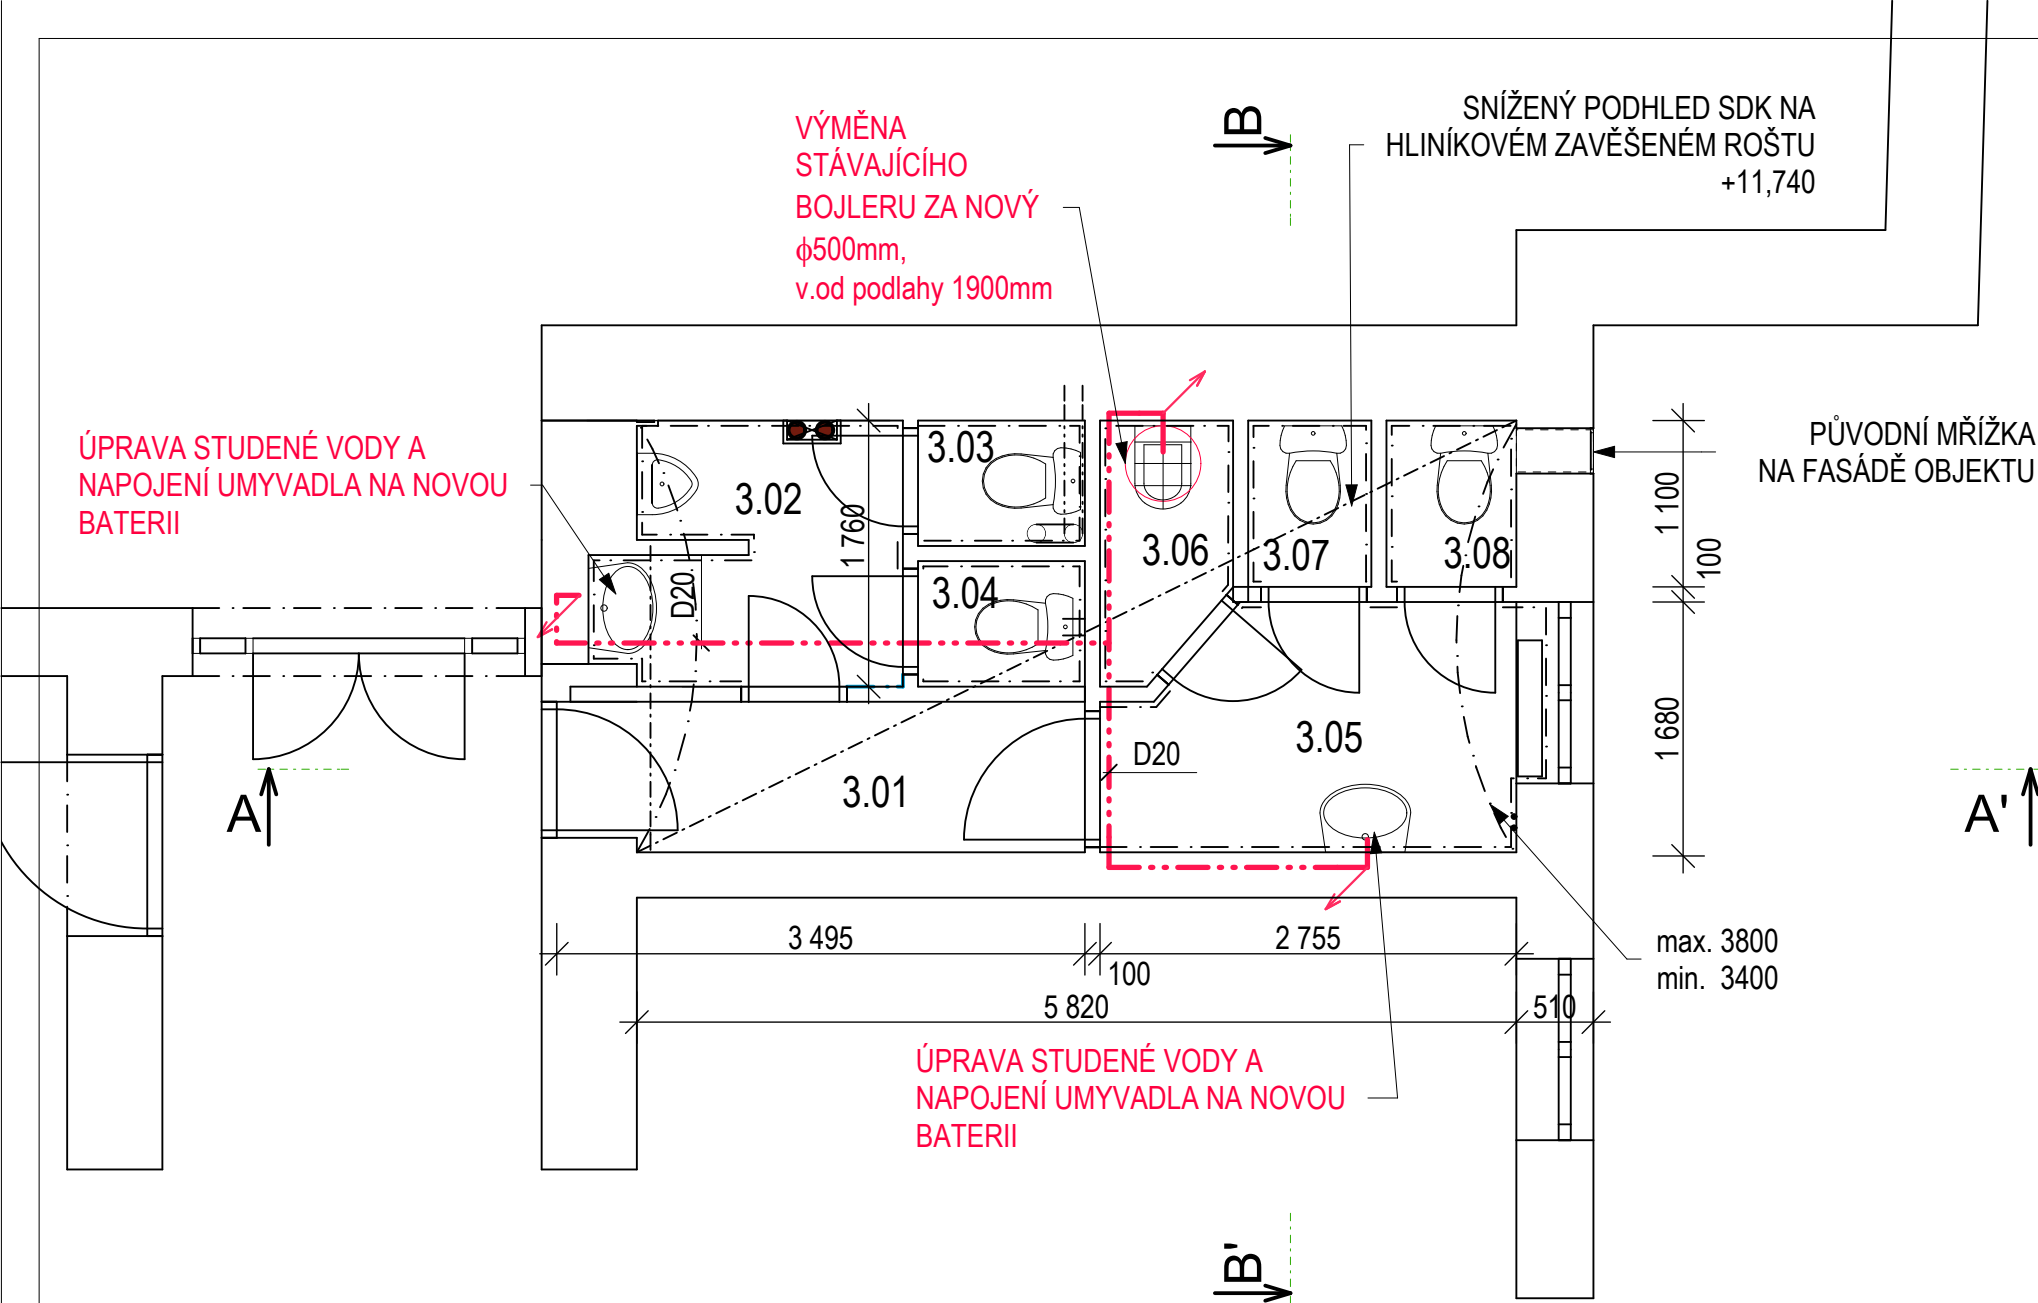 B
SNÍŽENÝ PODHLED SDK NA
HLINÍKOVÉM ZAVĚŠENÉM ROŠTU
+11,740
VÝMĚNA
STÁVAJÍCÍHO
BOJLERU ZA NOVÝ
ϕ500mm,
v.od podlahy 1900mm
ÚPRAVA STUDENÉ VODY A
NAPOJENÍ UMYVADLA NA NOVOU
BATERII
PŮVODNÍ MŘÍŽKA
NA FASÁDĚ OBJEKTU
3.03
3.02
1 760
3.04
D20
3.06
3.07
3.08
1 100
100
1 680
3.05
D20
3.01
A
A'
3 495
100
2 755
5 820
510
max. 3800
min. 3400
ÚPRAVA STUDENÉ VODY A
NAPOJENÍ UMYVADLA NA NOVOU
BATERII
B'